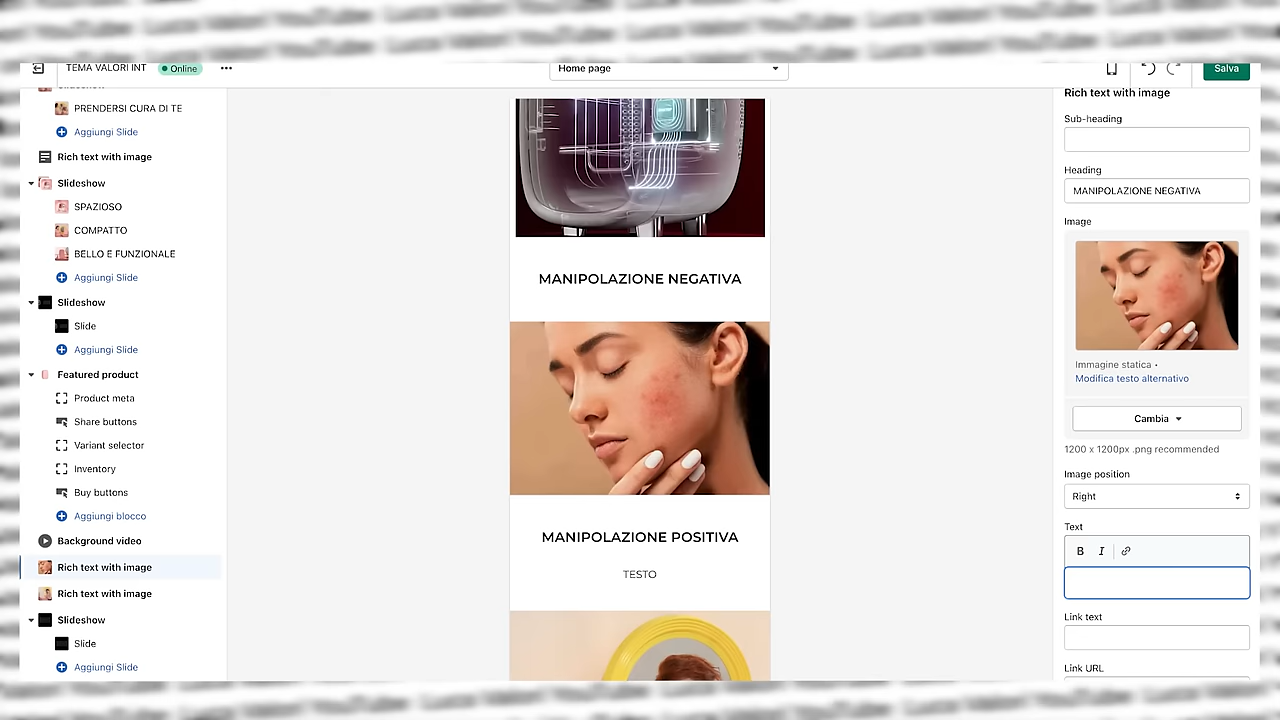 TEMA VALORI INT
Online
Home page
Salva
Slideshow
PRENDERSI CURA DI TE
Aggiungi Slide
Rich text with image
Slideshow
SPAZIOSO
COMPATTO
BELLO E FUNZIONALE
Aggiungi Slide
Slideshow
Slide
Aggiungi Slide
Featured product
Product meta
Share buttons
Variant selector
Inventory
Buy buttons
Aggiungi blocco
Background video
Rich text with image
Rich text with image
Slideshow
Slide
Aggiungi Slide
MANIPOLAZIONE NEGATIVA
MANIPOLAZIONE POSITIVA
TESTO
Rich text with image
Sub-heading
Heading
MANIPOLAZIONE NEGATIVA
Image
Immagine statica •
Modifica testo alternativo
Cambia
1200 x 1200px .png recommended
Image position
Right
Text
B I
Link text
Link URL